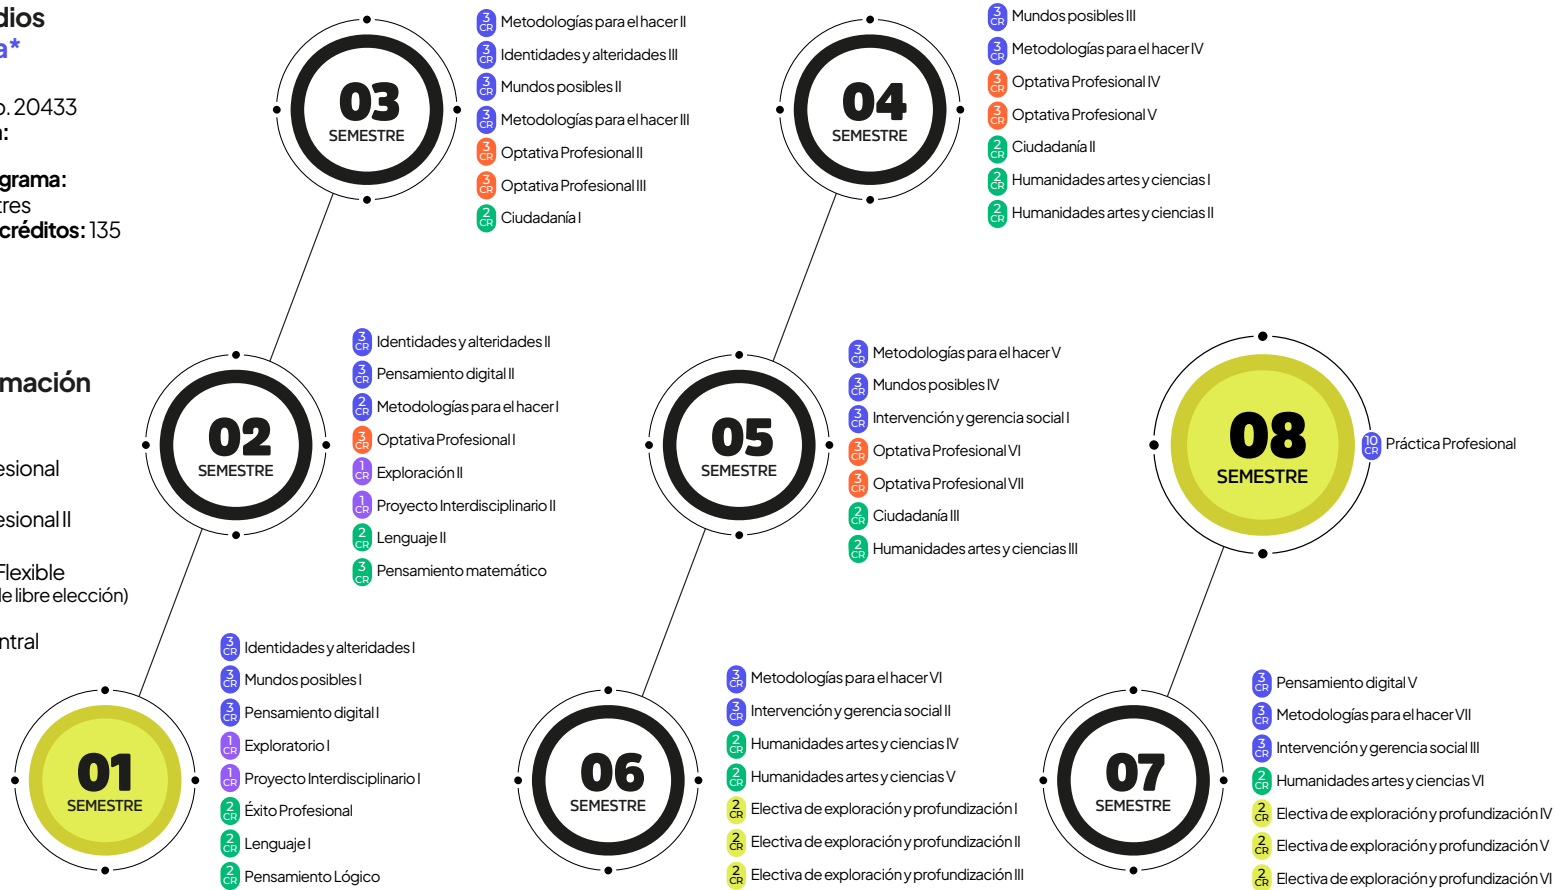 dios
a*
o. 20433
n:
grama:
tres
créditos: 135
mación
esional
esional II
Flexible
de libre elección)
ntral
03
SEMESTRE
3 CR Metodologías para el hacer II
3 CR Identidades y alteridades III
3 CR Mundos posibles II
3 CR Metodologías para el hacer III
3 CR Optativa Profesional II
3 CR Optativa Profesional III
2 CR Ciudadanía I
04
SEMESTRE
3 CR Mundos posibles III
3 CR Metodologías para el hacer IV
3 CR Optativa Profesional IV
3 CR Optativa Profesional V
2 CR Ciudadanía II
2 CR Humanidades artes y ciencias I
2 CR Humanidades artes y ciencias II
02
SEMESTRE
3 CR Identidades y alteridades II
3 CR Pensamiento digital II
2 CR Metodologías para el hacer I
3 CR Optativa Profesional I
1 CR Exploración II
1 CR Proyecto Interdisciplinario II
2 CR Lenguaje II
3 CR Pensamiento matemático
05
SEMESTRE
3 CR Metodologías para el hacer V
3 CR Mundos posibles IV
3 CR Intervención y gerencia social I
3 CR Optativa Profesional VI
3 CR Optativa Profesional VII
2 CR Ciudadanía III
2 CR Humanidades artes y ciencias III
08
SEMESTRE
10 CR Práctica Profesional
01
SEMESTRE
3 CR Identidades y alteridades I
3 CR Mundos posibles I
3 CR Pensamiento digital I
1 CR Exploratorio I
1 CR Proyecto Interdisciplinario I
2 CR Éxito Profesional
2 CR Lenguaje I
2 CR Pensamiento Lógico
06
SEMESTRE
3 CR Metodologías para el hacer VI
3 CR Intervención y gerencia social II
2 CR Humanidades artes y ciencias IV
2 CR Humanidades artes y ciencias V
2 CR Electiva de exploración y profundización I
2 CR Electiva de exploración y profundización II
2 CR Electiva de exploración y profundización III
07
SEMESTRE
3 CR Pensamiento digital V
3 CR Metodologías para el hacer VII
3 CR Intervención y gerencia social III
2 CR Humanidades artes y ciencias VI
2 CR Electiva de exploración y profundización IV
2 CR Electiva de exploración y profundización V
2 CR Electiva de exploración y profundización VI